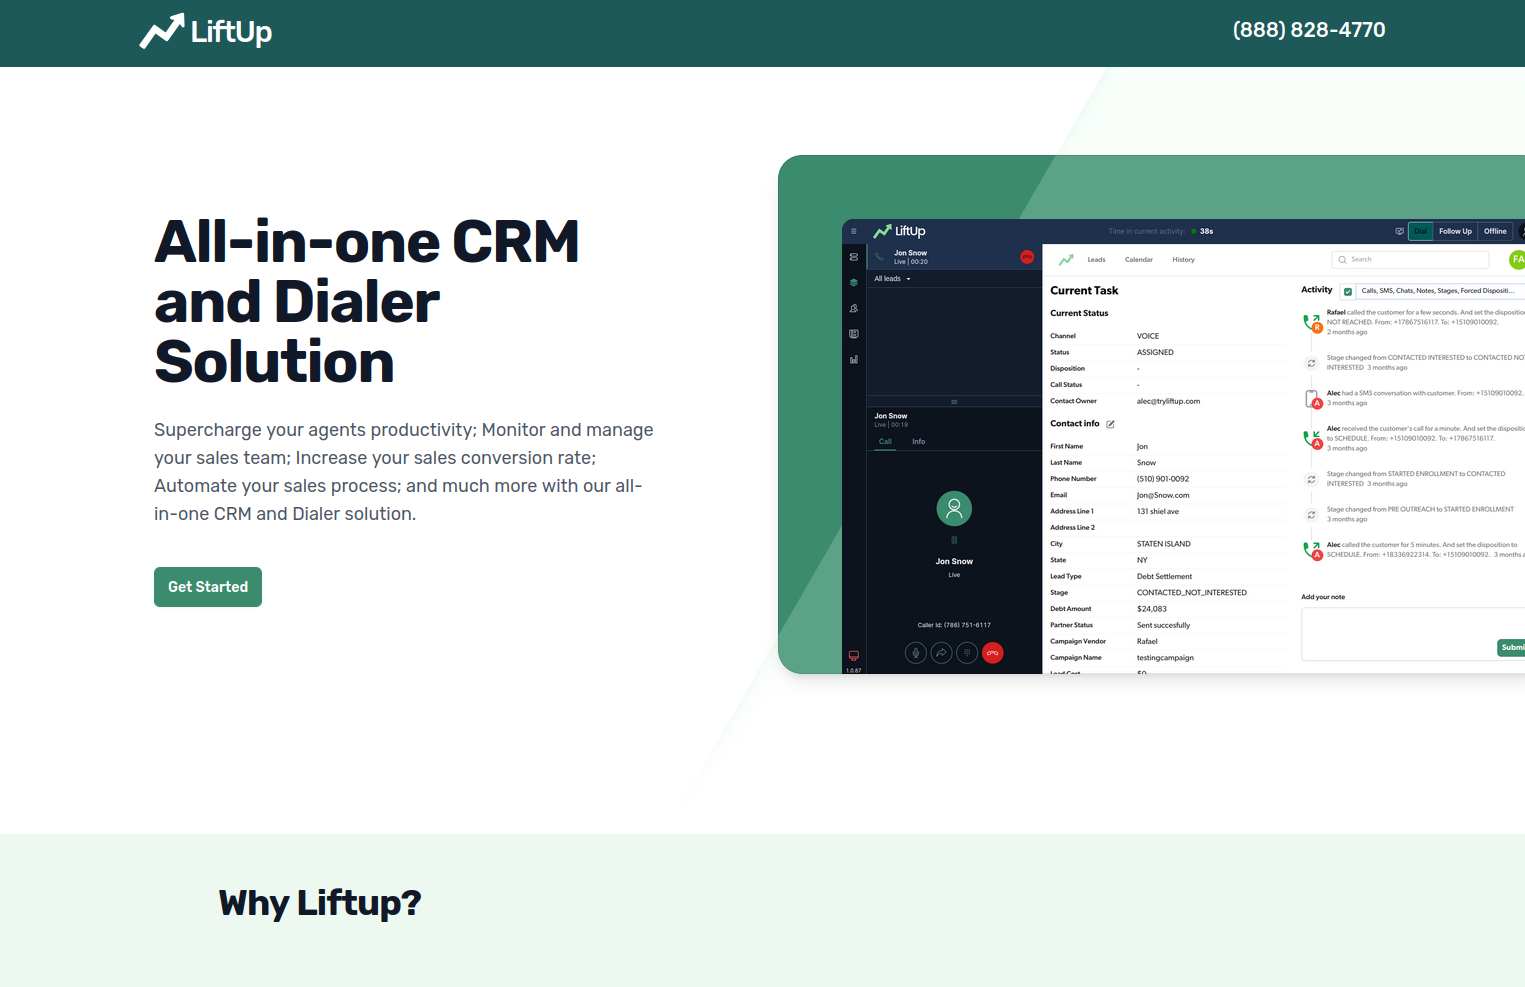 LiftUp
(888) 828-4770
All-in-one CRM
and Dialer
Solution
Supercharge your agents productivity; Monitor and manage
your sales team; Increase your sales conversion rate;
Automate your sales process; and much more with our all-
in-one CRM and Dialer solution.
Get Started
LiftUp
Time in current activity: 38s
Dial
Follow Up
Offline
Jon Snow
Live | 00:20
All leads
Jon Snow
Live | 00:19
Call
Info
Jon Snow
Live
Caller Id: (786) 751-6117
1.0.87
Leads
Calendar
History
Search
FA
Current Task
Current Status
Channel VOICE
Status ASSIGNED
Disposition -
Call Status -
Contact Owner alec@tryliftup.com
Contact info
First Name Jon
Last Name Snow
Phone Number (510) 901-0092
Email Jon@Snow.com
Address Line 1 131 shiel ave
Address Line 2
City STATEN ISLAND
State NY
Lead Type Debt Settlement
Stage CONTACTED_NOT_INTERESTED
Debt Amount $24,083
Partner Status Sent succesfully
Campaign Vendor Rafael
Campaign Name testingcampaign
Lead Cost $0
Activity
Calls, SMS, Chats, Notes, Stages, Forced Dispositi...
R
Rafael called the customer for a few seconds. And set the disposition
NOT REACHED. From: +17867516117. To: +15109010092.
2 months ago
Stage changed from CONTACTED INTERESTED to CONTACTED NOT
INTERESTED 3 months ago
A
Alec had a SMS conversation with customer. From: +15109010092.
3 months ago
A
Alec received the customer's call for a minute. And set the dispositio
to SCHEDULE. From: +15109010092. To: +17867516117.
3 months ago
Stage changed from STARTED ENROLLMENT to CONTACTED
INTERESTED 3 months ago
Stage changed from PRE OUTREACH to STARTED ENROLLMENT
3 months ago
A
Alec called the customer for 5 minutes. And set the disposition to
SCHEDULE. From: +18336922314. To: +15109010092. 3 months a
Add your note
Submi
Why Liftup?